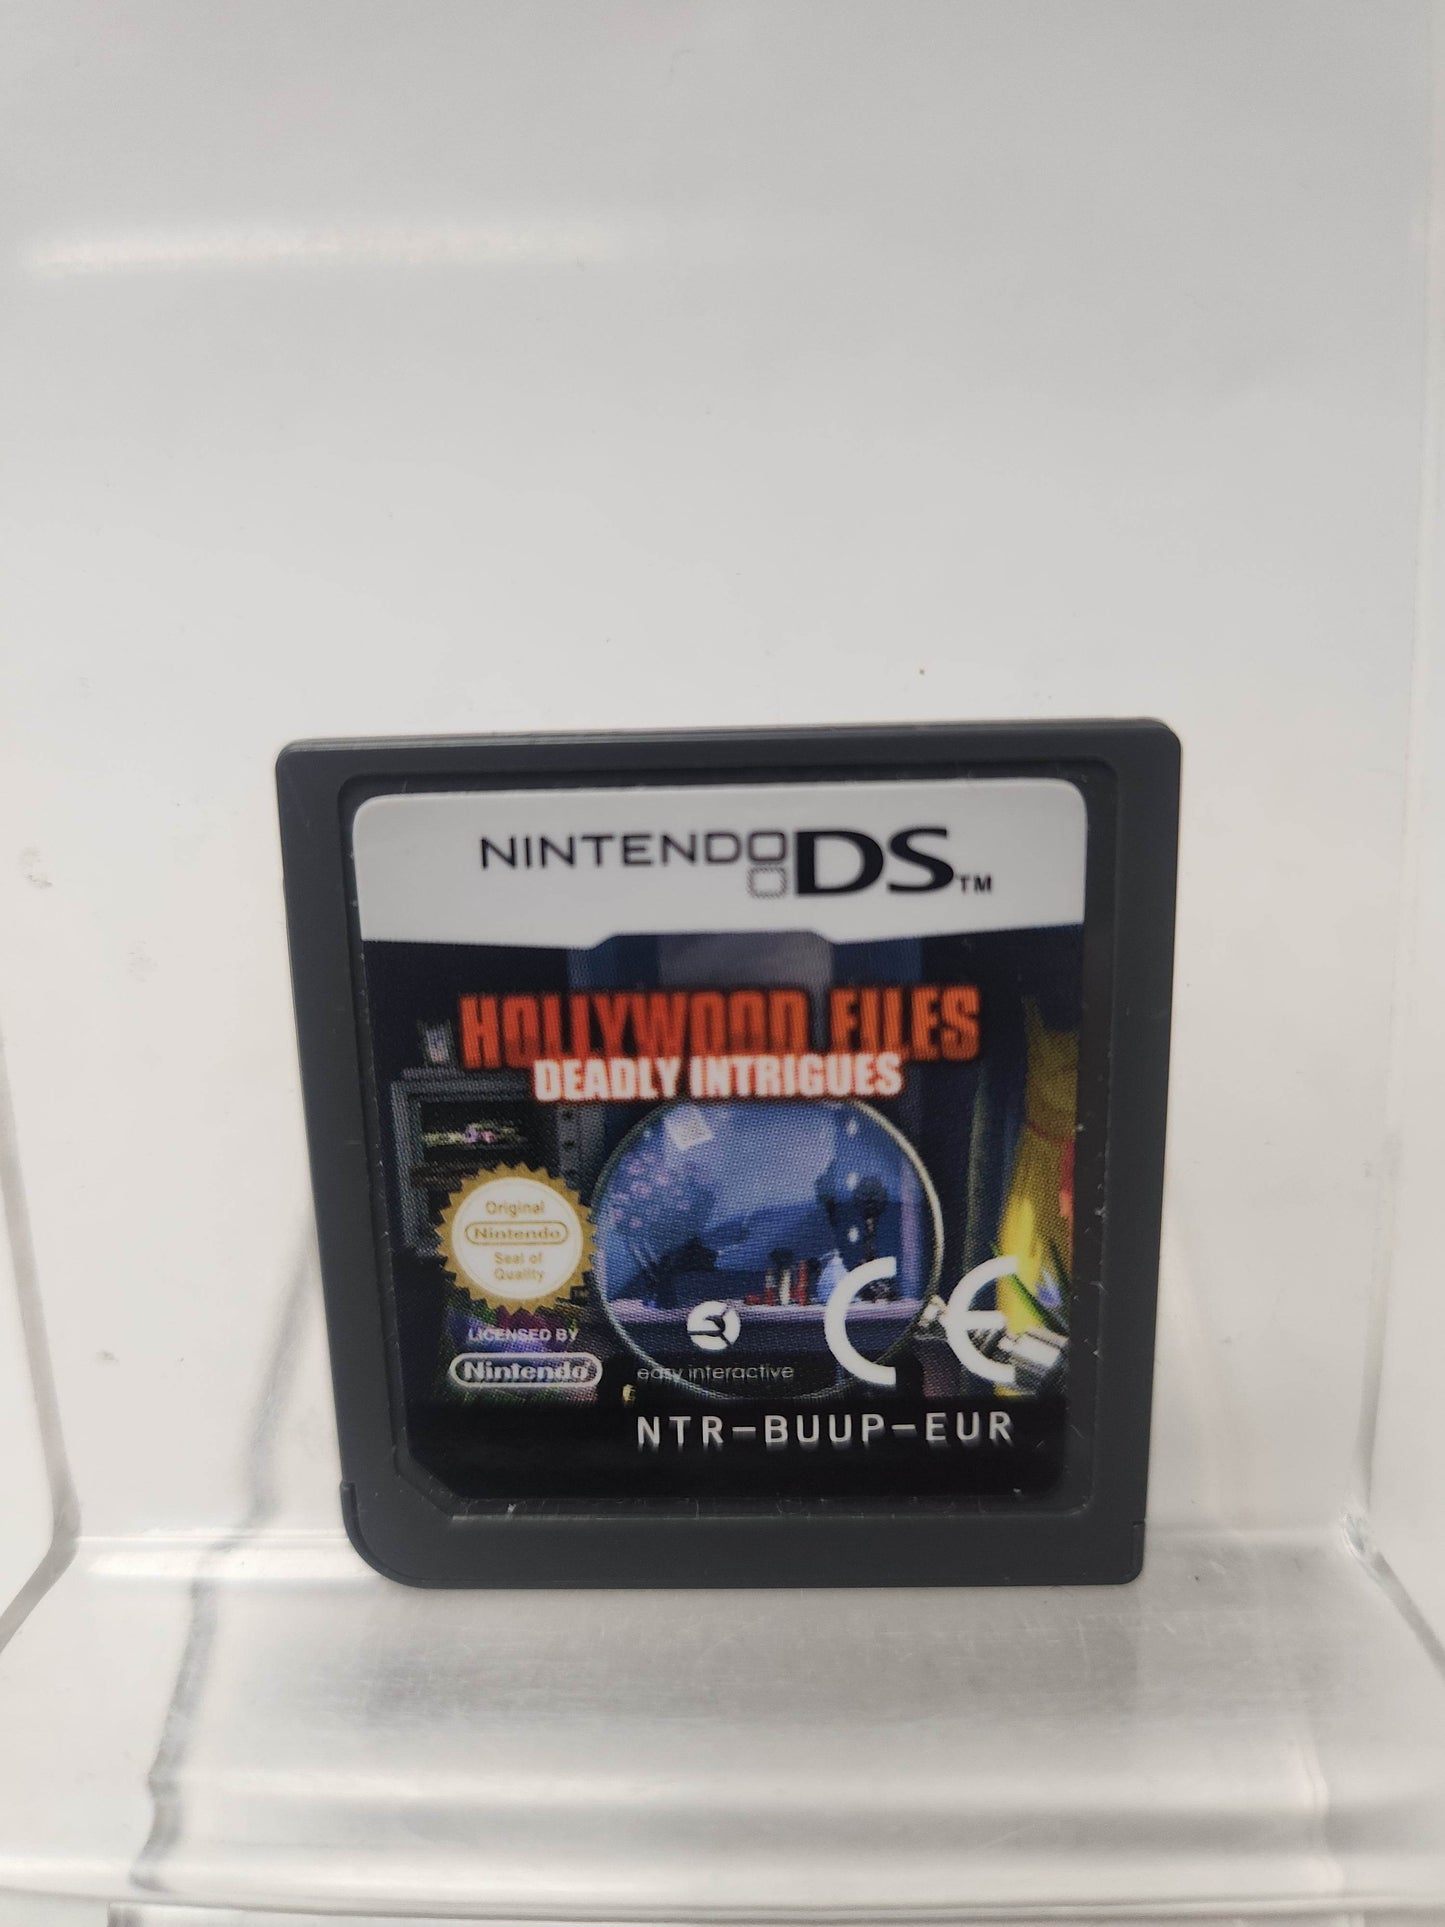 NINTENDO DS™
HOLLYWOOD FILES
DEADLY INTRIGUES
Original
Nintendo
Seal of
Quality
™
LICENSED BY
Nintendo®
easy interactive
CE
NTR-BUUP-EUR